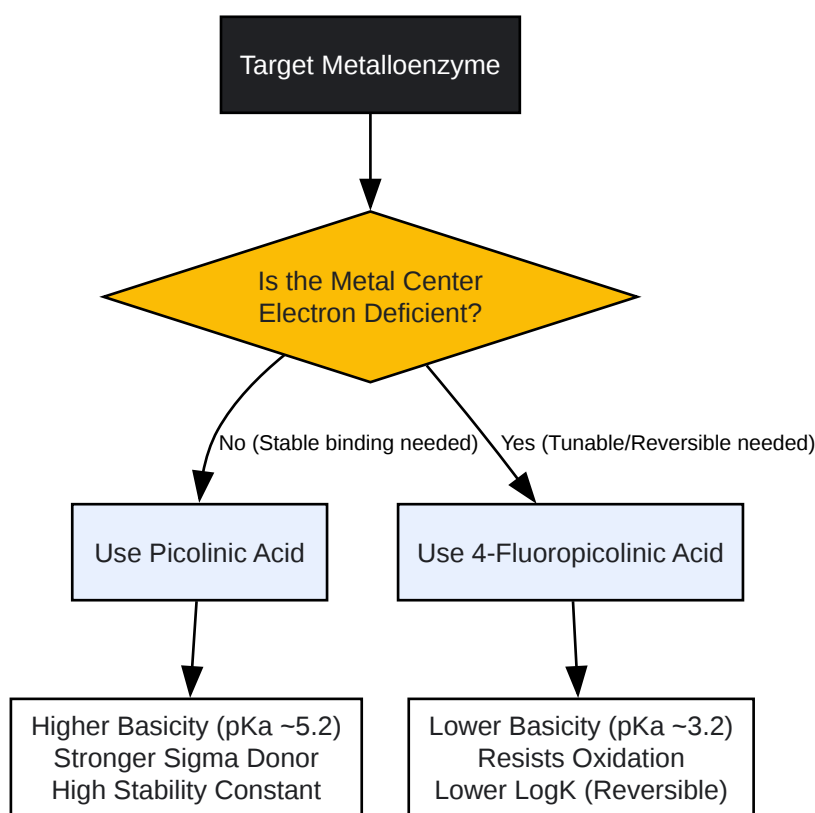 Target Metalloenzyme
Is the Metal Center
Electron Deficient?
No (Stable binding needed)
Yes (Tunable/Reversible needed)
Use Picolinic Acid
Use 4-Fluoropicolinic Acid
Higher Basicity (pKa ~5.2)
Stronger Sigma Donor
High Stability Constant
Lower Basicity (pKa ~3.2)
Resists Oxidation
Lower LogK (Reversible)